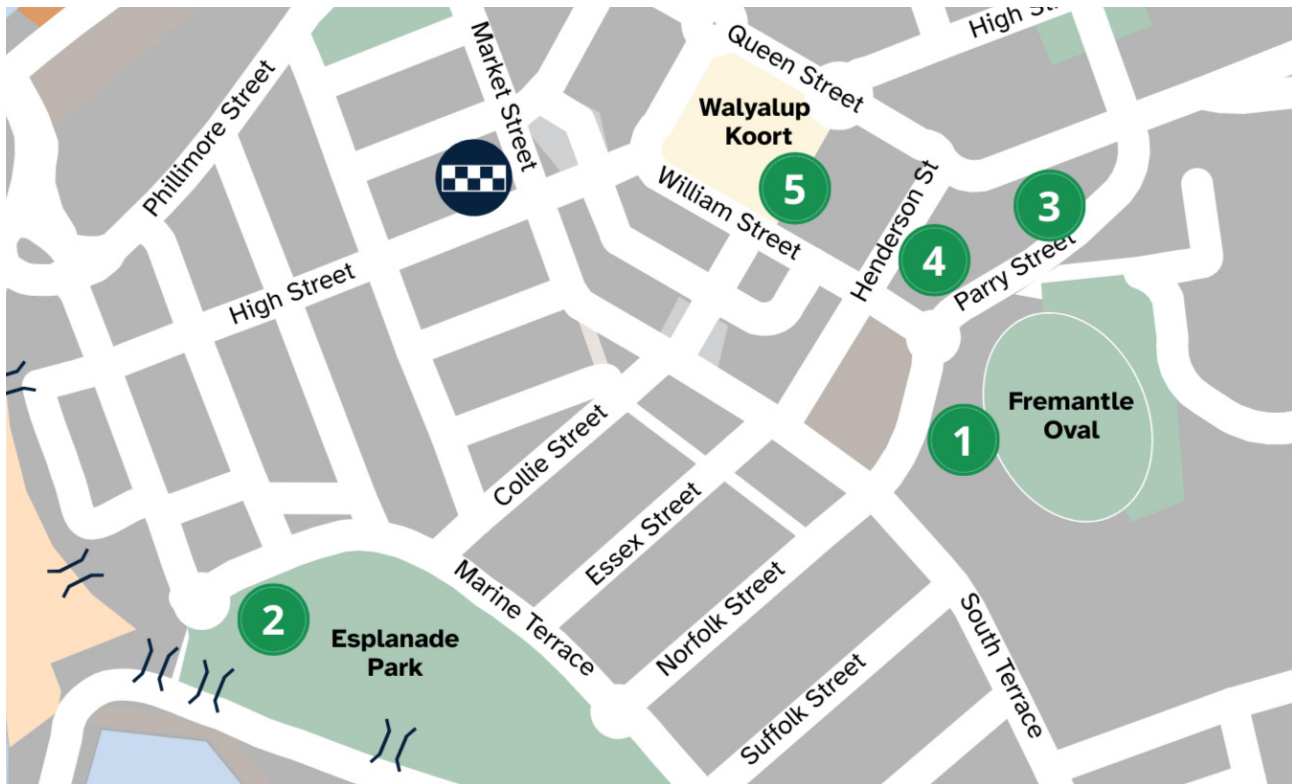 High St
Queen Street
Market Street
Walyalup
Koort
Phillimore Street
5
3
William Street
Henderson St
4
Parry Street
High Street
Fremantle
Oval
1
Collie Street
Essex Street
Marine Terrace
Norfolk Street
2
Esplanade
Park
South Terrace
Suffolk Street